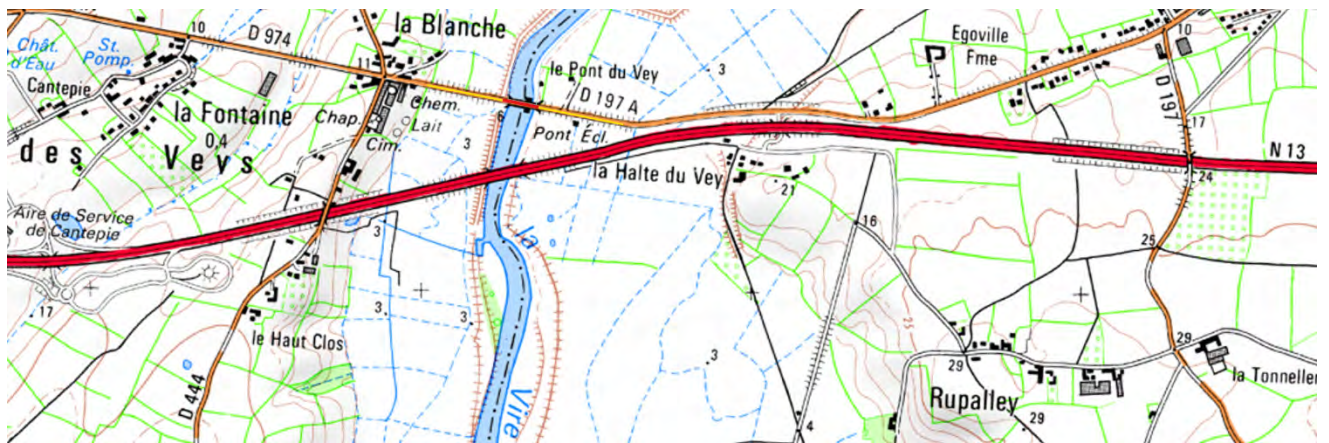 10
D 974
la Blanche
Chât.
d'Eau
St.
Pomp.
Cantepie
11
3
le Pont du Vey
Egoville
Fme
10
la Fontaine
0,4
Chem.
Chap.
Lait
Cim.
6
D 197 A
Pont
Écl.
D 197
17
des Veys
3
la Halte du Vey
21
N 13
24
Aire de Service
de Cantepie
3
la
16
25
17
3
3
25
le Haut Clos
3
29
29
la Tonneller
D 444
Vire
Rupalley
29
4